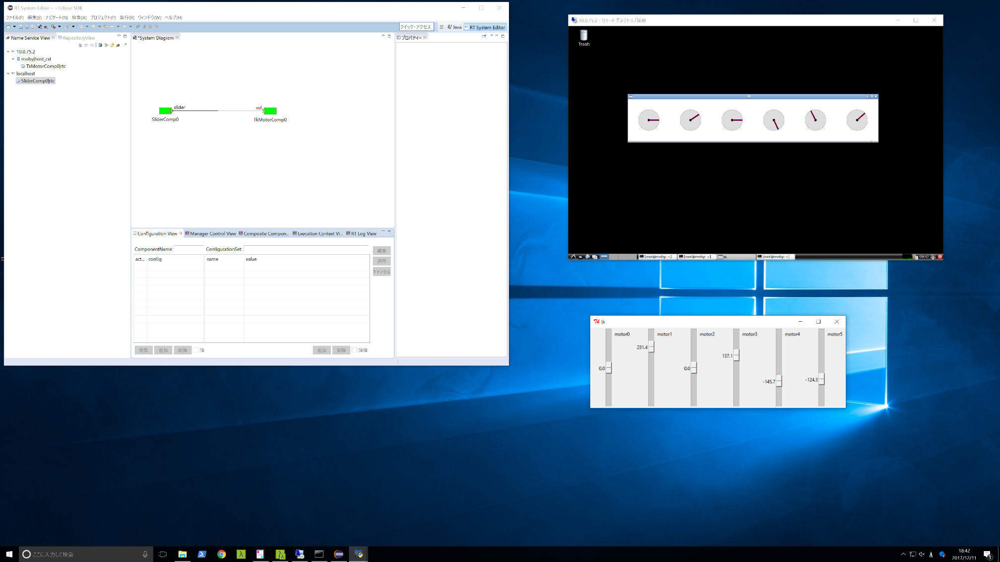 RT System Editor - - Eclipse SDK
ファイル(F) 編集(E) ナビゲート(N) 検索(A) プロジェクト(P) 実行(R) ウィンドウ(W) ヘルプ(H)
クイック・アクセス
Java
RT System Editor
Name Service View
RepositoryView
10.0.75.2
moby|host_cxt
TkMotorComp0|rtc
localhost
SliderComp0|rtc
*System Diagram
slider
SliderComp0
vel
TkMotorComp0
プロパティー
Configuration View
Manager Control View
Composite Compon...
Execution Context Vi...
RT Log View
ComponentName:
ConfigurationSet:
act... config
name value
編集
適用
キャンセル
複製 追加 削除 詳
追加 削除 詳細
10.0.75.2 - リモート デスクトップ接続
Trash
tk
[root@moby: ~]
[root@moby: ~]
tk
[root@moby: ~]
09:42
tk
motor0 motor1 motor2 motor3 motor4 motor5
0.0 231.4 0.0 137.1 -145.7 -124.3
ここに入力して検索
A
18:42
2017/12/11
1